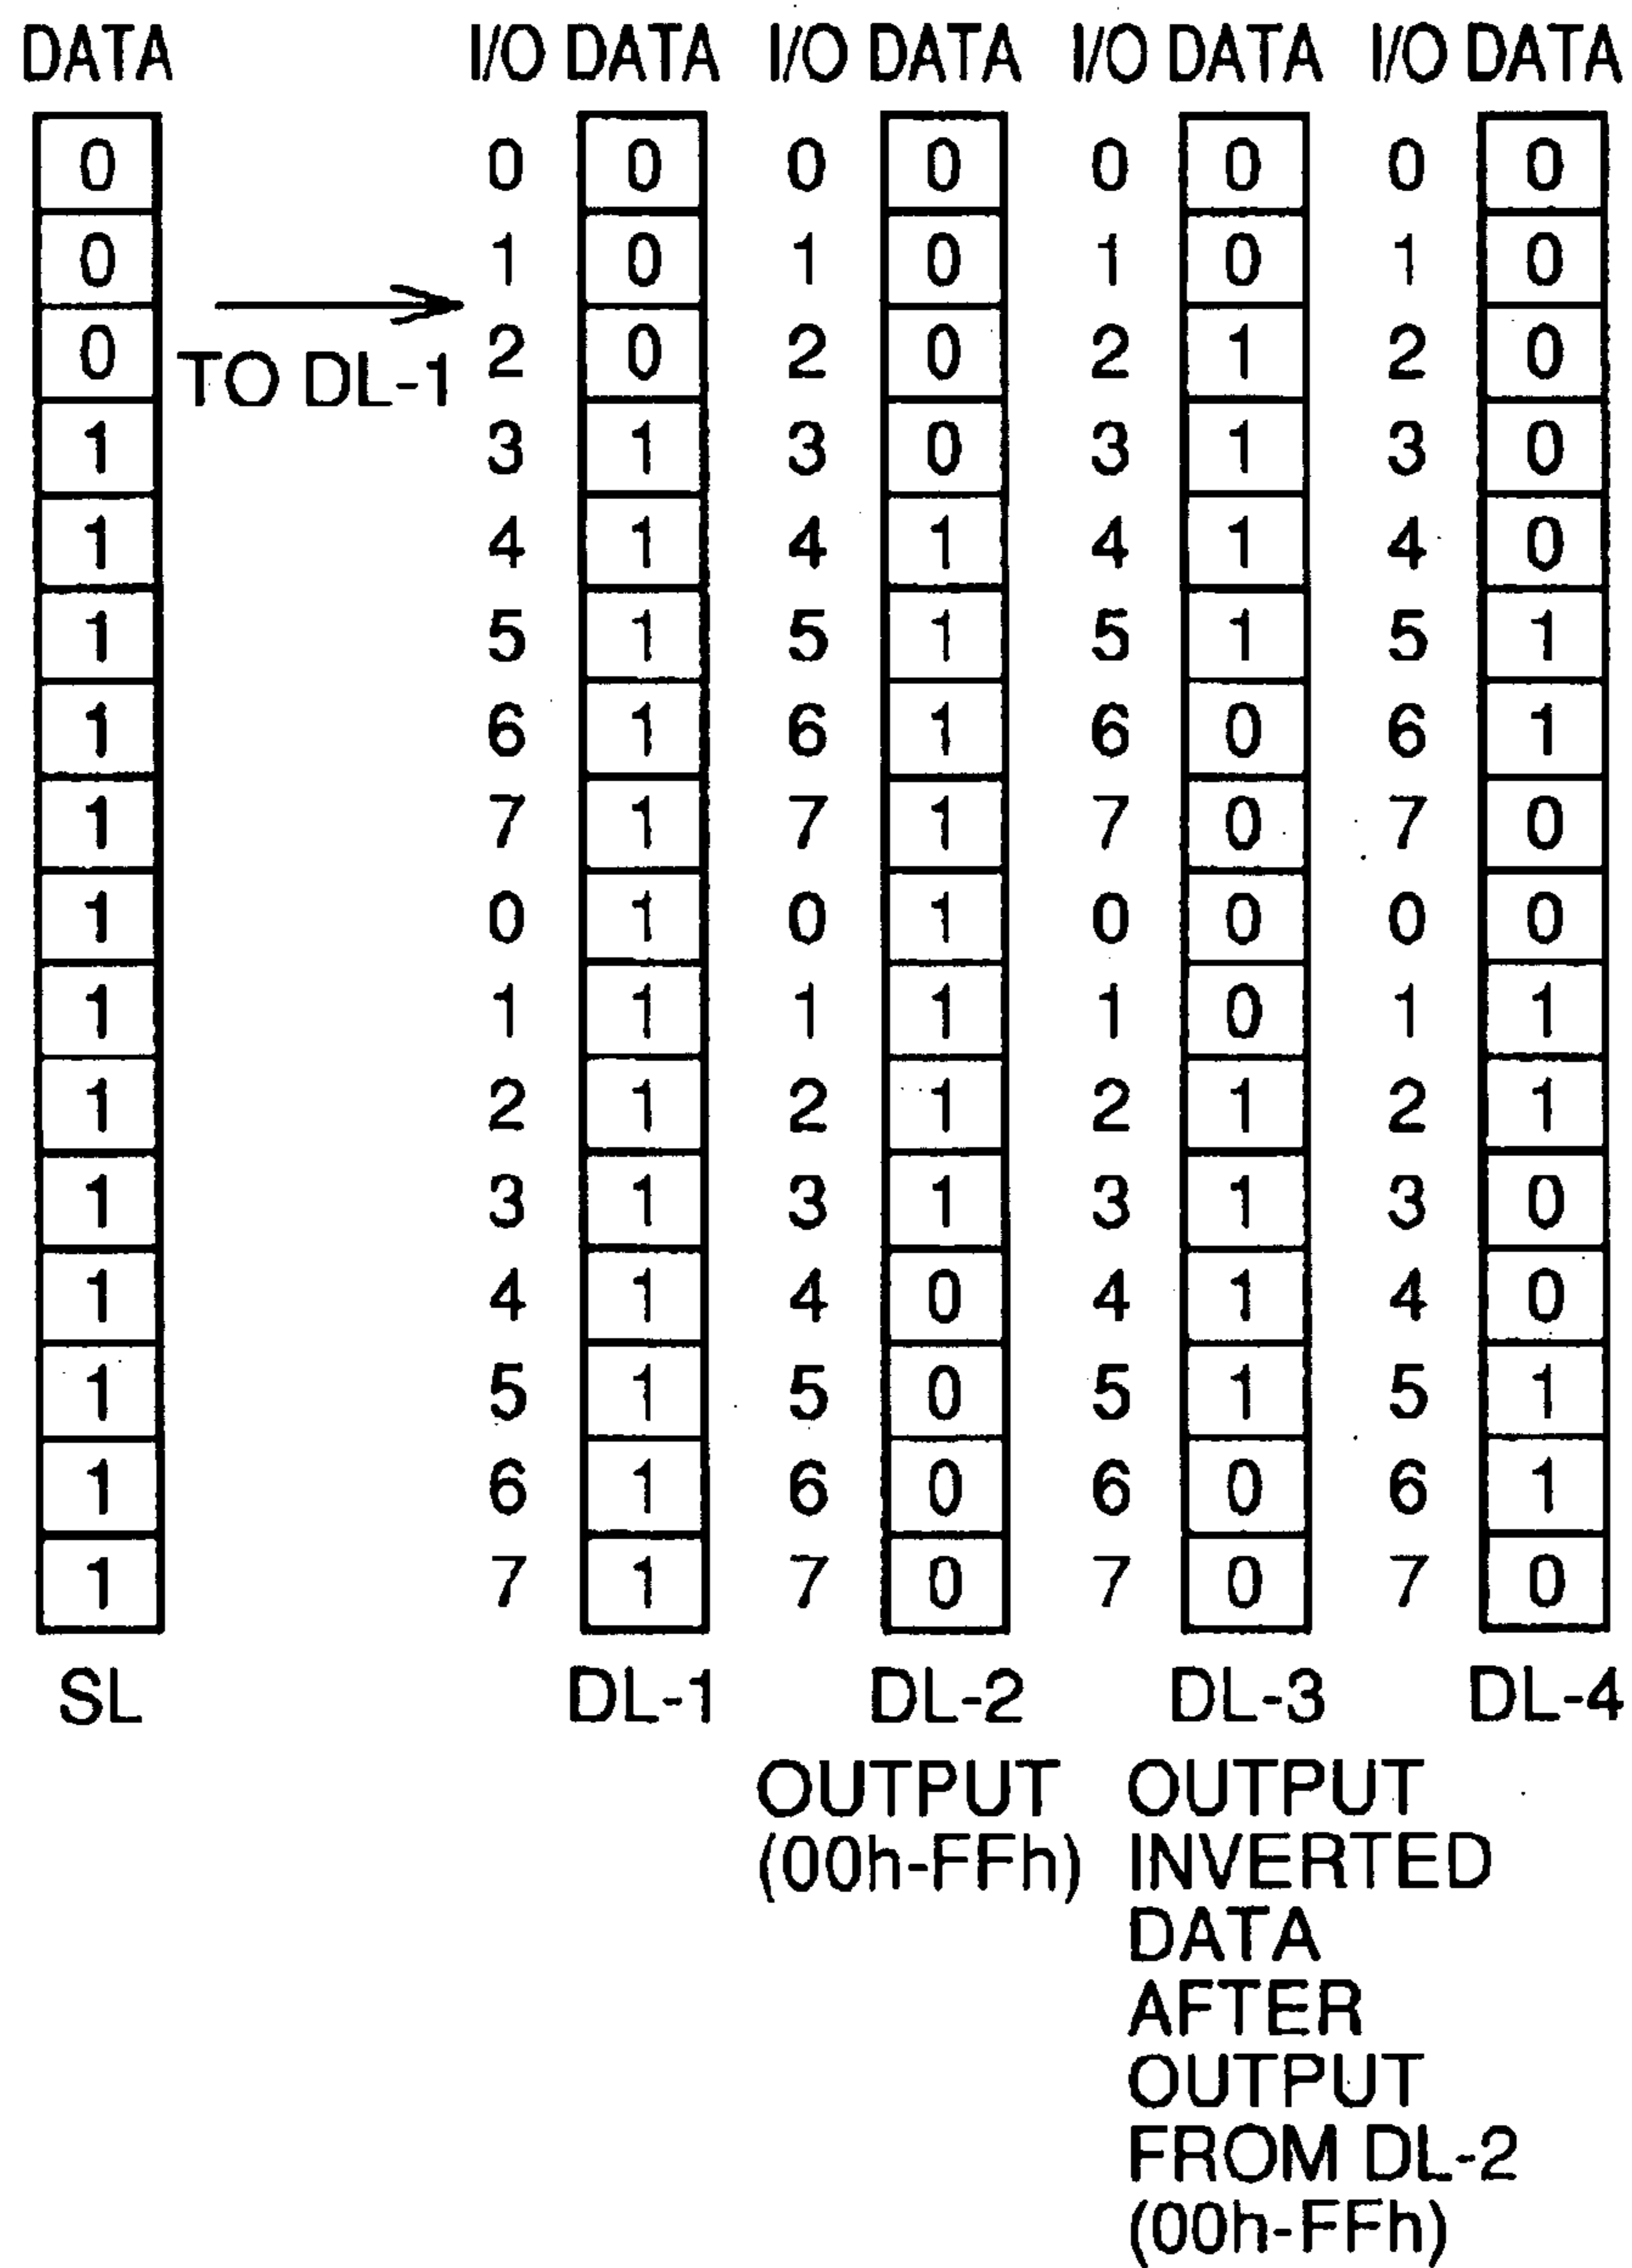 DATA I/O DATA I/O DATA I/O DATA I/O DATA
0 0 0 0 0 0 0 0 0
0 1 0 1 0 1 0 1 0
0 2 0 2 0 2 1 2 0
TO DL-1
1 3 1 3 0 3 1 3 0
1 4 1 4 1 4 1 4 0
1 5 1 5 1 5 1 5 1
1 6 1 6 1 6 0 6 1
1 7 1 7 1 7 0 7 0
1 0 1 0 1 0 0 0 0
1 1 1 1 1 1 0 1 1
1 2 1 2 1 2 1 2 1
1 3 1 3 1 3 1 3 0
1 4 1 4 0 4 1 4 0
1 5 1 5 0 5 1 5 1
1 6 1 6 0 6 0 6 1
1 7 1 7 0 7 0 7 0
SL DL-1 DL-2 DL-3 DL-4
OUTPUT
(00h-FFh)
OUTPUT
INVERTED
DATA
AFTER
OUTPUT
FROM DL-2
(00h-FFh)